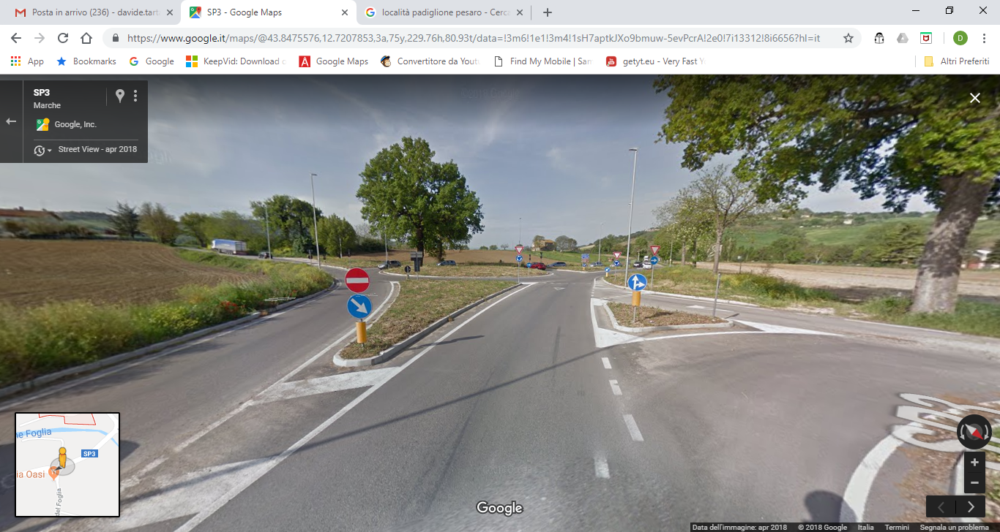 Posta in arrivo (236) - davide.tart
SP3 - Google Maps
località padiglione pesaro - Cerca
https://www.google.it/maps/@43.8475576,12.7207853,3a,75y,229.76h,80.93t/data=!3m6!1e1!3m4!1sH7aptkJXo9bmuw-5evPcrA!2e0!7i13312!8i6656?hl=it
D
App
Bookmarks
Google
KeepVid: Download c
Google Maps
Convertitore da Yout
Find My Mobile | Sam
getyt.eu - Very Fast Y
Altri Preferiti
SP3
Marche
Google, Inc.
Street View - apr 2018
ne Foglia
SP3
ia Oasi
del Foglia
Google
Data dell'immagine: apr 2018 © 2018 Google Italia Termini Segnala un problema